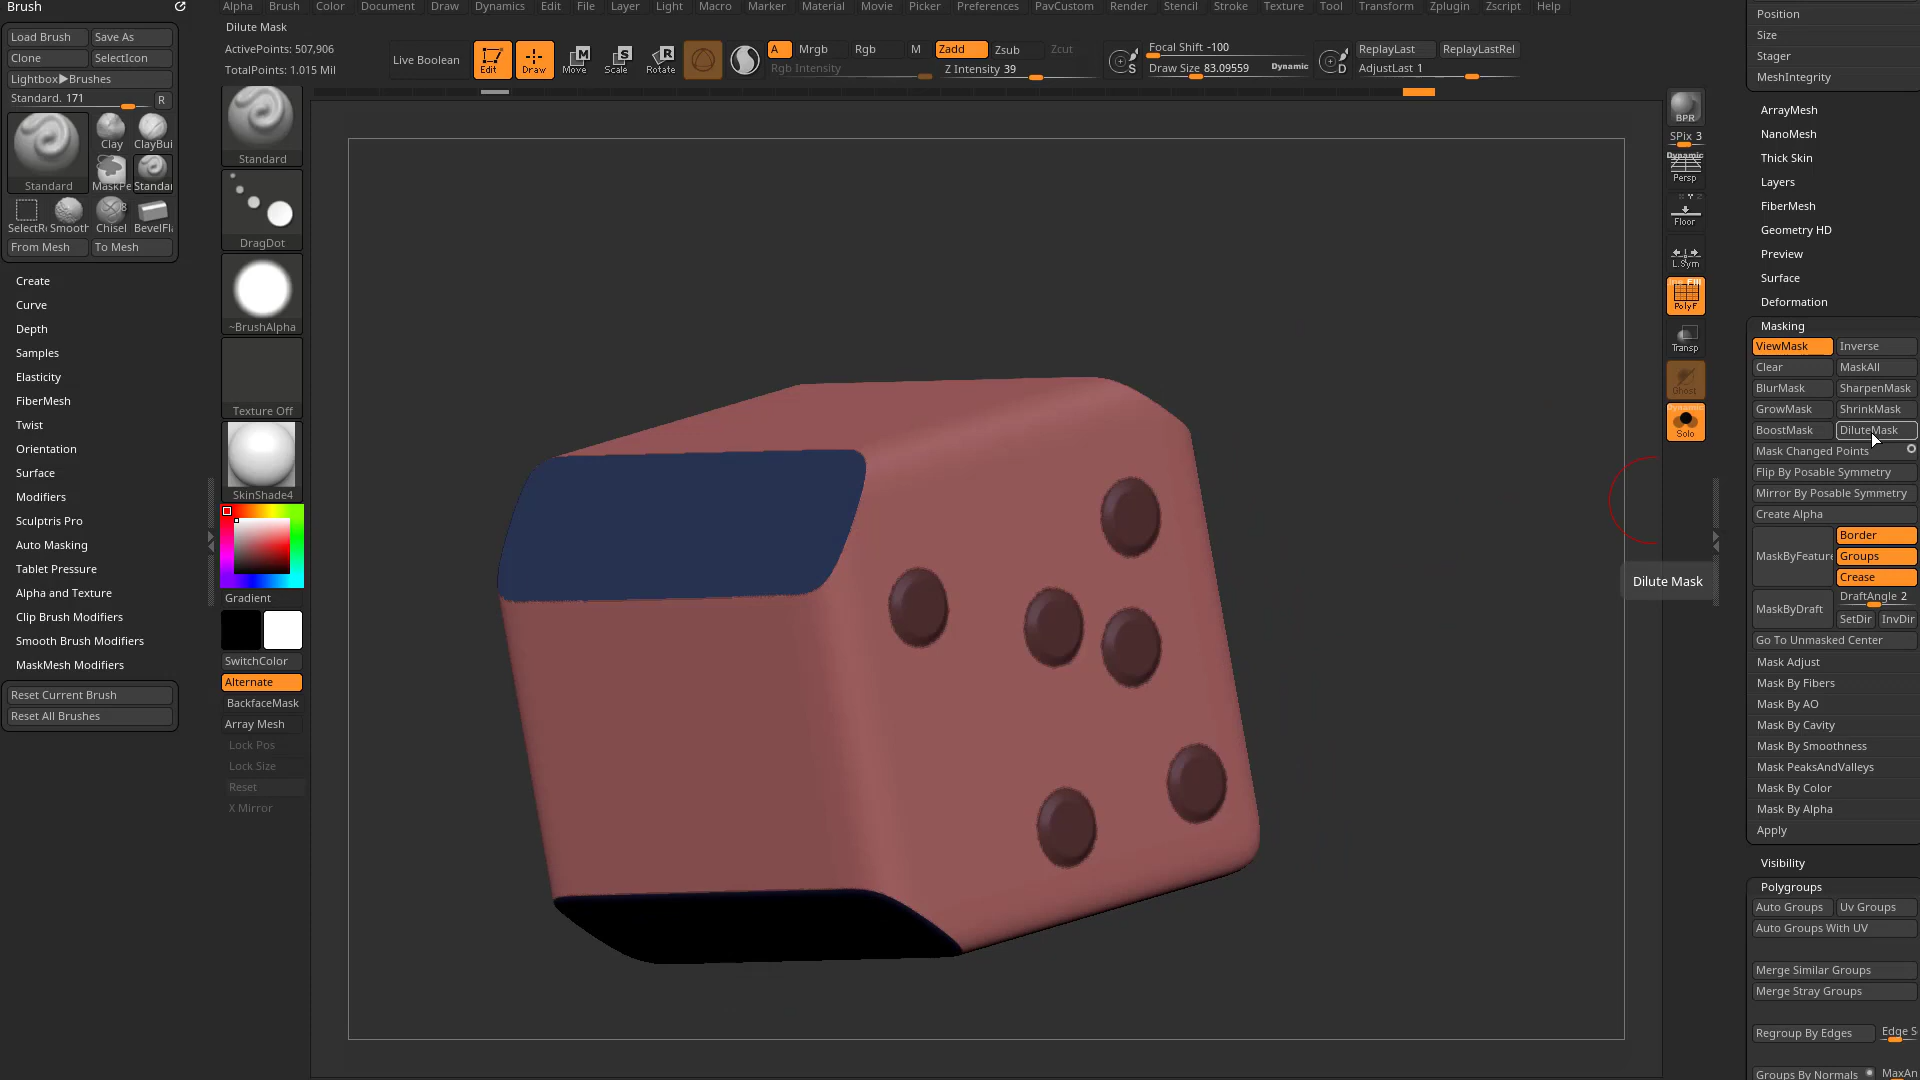 Brush
Alpha Brush Color Document Draw Dynamics Edit File Layer Light Macro Marker Material Movie Picker Preferences PavCustom Render Stencil Stroke Texture Tool Transform Zplugin Zscript Help
Dilute Mask
Load Brush Save As
Clone SelectIcon
Lightbox▶Brushes
Standard. 171 R
Standard
Clay ClayBui
MaskPe Standar
SelectRe Smooth Chisel BevelFla
8
From Mesh To Mesh
Create
Curve
Depth
Samples
Elasticity
FiberMesh
Twist
Orientation
Surface
Modifiers
Sculptris Pro
Auto Masking
Tablet Pressure
Alpha and Texture
Clip Brush Modifiers
Smooth Brush Modifiers
MaskMesh Modifiers
Reset Current Brush
Reset All Brushes
ActivePoints: 507,906
TotalPoints: 1.015 Mil
Live Boolean
Edit Draw Move Scale Rotate
A Mrgb Rgb M
Rgb Intensity
Zadd Zsub Zcut
Z Intensity 39
S
Focal Shift -100
Draw Size 83.09559 Dynamic
D
ReplayLast ReplayLastRel
AdjustLast 1
Standard
DragDot
~BrushAlpha
Texture Off
SkinShade4
Gradient
SwitchColor
Alternate
BackfaceMask
Array Mesh
Lock Pos
Lock Size
Reset
X Mirror
BPR
SPix 3
Dynamic
Persp
Floor
L.Sym
PolyF
Transp
Ghost
Dynamic
Solo
Dilute Mask
Position
Size
Stager
MeshIntegrity
ArrayMesh
NanoMesh
Thick Skin
Layers
FiberMesh
Geometry HD
Preview
Surface
Deformation
Masking
ViewMask Inverse
Clear MaskAll
BlurMask SharpenMask
GrowMask ShrinkMask
BoostMask DiluteMask
Mask Changed Points
Flip By Posable Symmetry
Mirror By Posable Symmetry
Create Alpha
MaskByFeature Border
Groups
Crease
MaskByDraft DraftAngle 2
SetDir InvDir
Go To Unmasked Center
Mask Adjust
Mask By Fibers
Mask By AO
Mask By Cavity
Mask By Smoothness
Mask PeaksAndValleys
Mask By Color
Mask By Alpha
Apply
Visibility
Polygroups
Auto Groups Uv Groups
Auto Groups With UV
Merge Similar Groups
Merge Stray Groups
Regroup By Edges Edge S
Groups By Normals MaxAn